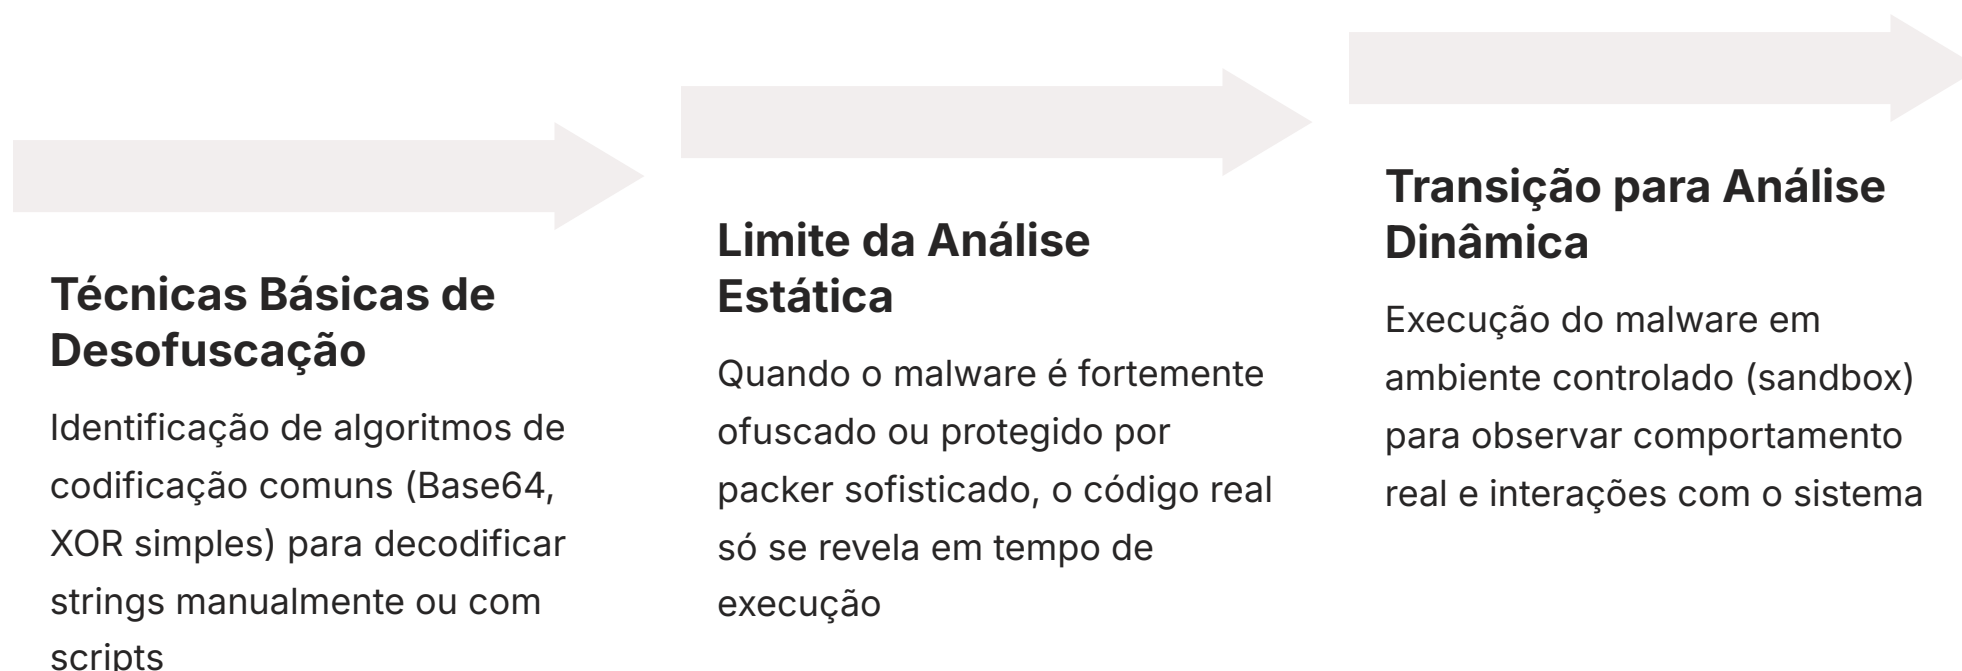 Técnicas Básicas de
Desofuscação
Identificação de algoritmos de
codificação comuns (Base64,
XOR simples) para decodificar
strings manualmente ou com
scripts
Limite da Análise
Estática
Quando o malware é fortemente
ofuscado ou protegido por
packer sofisticado, o código real
só se revela em tempo de
execução
Transição para Análise
Dinâmica
Execução do malware em
ambiente controlado (sandbox)
para observar comportamento
real e interações com o sistema